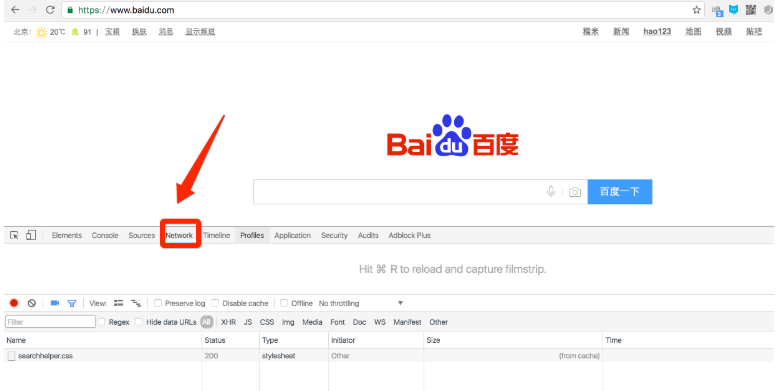 https://www.baidu.com
北京: 20℃ 91 | 宝箱 换肤 消息 显示频道 糯米 新闻 hao123 地图 视频 贴吧
Bai du 百度
百度一下
Elements Console Sources Network Timeline Profiles Application Security Audits Adblock Plus
Hit ⌘ R to reload and capture filmstrip.
View: Preserve log Disable cache Offline No throttling
Filter Regex Hide data URLs All XHR JS CSS Img Media Font Doc WS Manifest Other
Name Status Type Initiator Size Time
searchhelper.css 200 stylesheet Other (from cache)